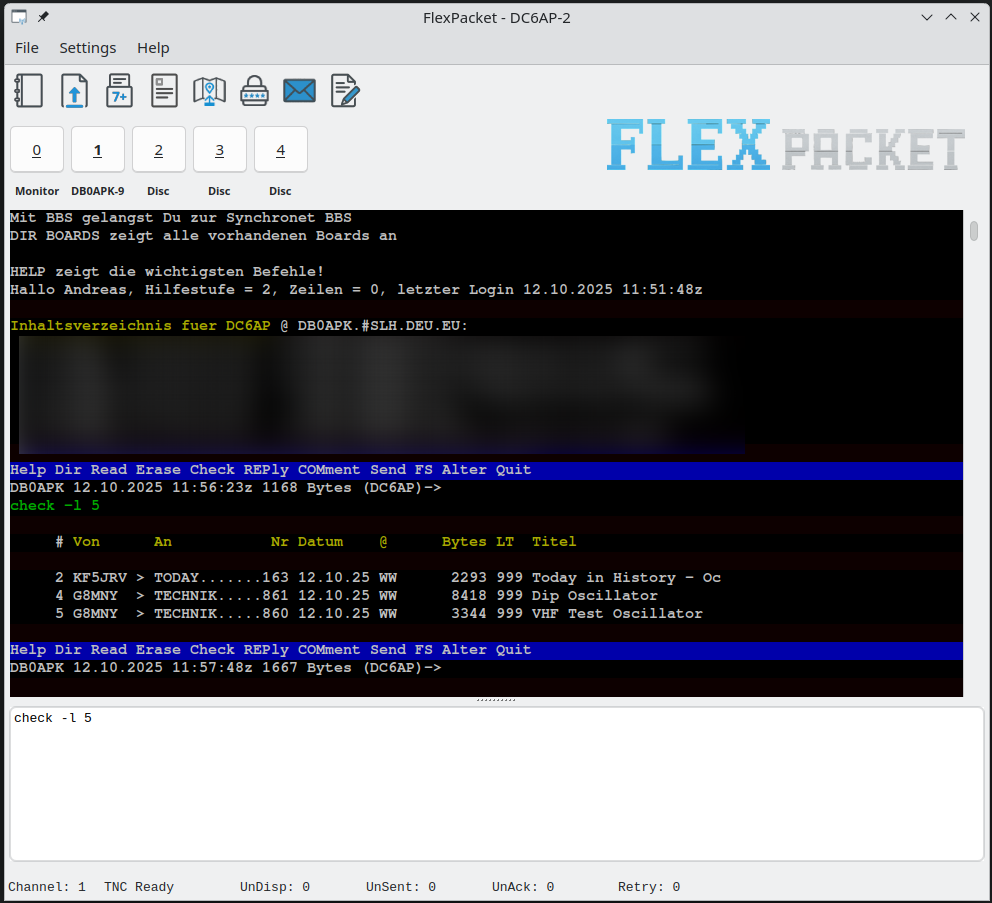 FlexPacket - DC6AP-2
File Settings Help
7+
FLEX PACKET
0 1 2 3 4
Monitor DB0APK-9 Disc Disc Disc
Mit BBS gelangst Du zur Synchronet BBS
DIR BOARDS zeigt alle vorhandenen Boards an
HELP zeigt die wichtigsten Befehle!
Hallo Andreas, Hilfestufe = 2, Zeilen = 0, letzter Login 12.10.2025 11:51:48z
Inhaltsverzeichnis fuer DC6AP @ DB0APK.#SLH.DEU.EU:
Help Dir Read Erase Check REPly COMment Send FS Alter Quit
DB0APK 12.10.2025 11:56:23z 1168 Bytes (DC6AP)->
check -l 5
# Von An Nr Datum @ Bytes LT Titel
2 KF5JRV > TODAY.......163 12.10.25 WW 2293 999 Today in History - Oc
4 G8MNY > TECHNIK.....861 12.10.25 WW 8418 999 Dip Oscillator
5 G8MNY > TECHNIK.....860 12.10.25 WW 3344 999 VHF Test Oscillator
Help Dir Read Erase Check REPly COMment Send FS Alter Quit
DB0APK 12.10.2025 11:57:48z 1667 Bytes (DC6AP)->
check -l 5
Channel: 1 TNC Ready UnDisp: 0 UnSent: 0 UnAck: 0 Retry: 0